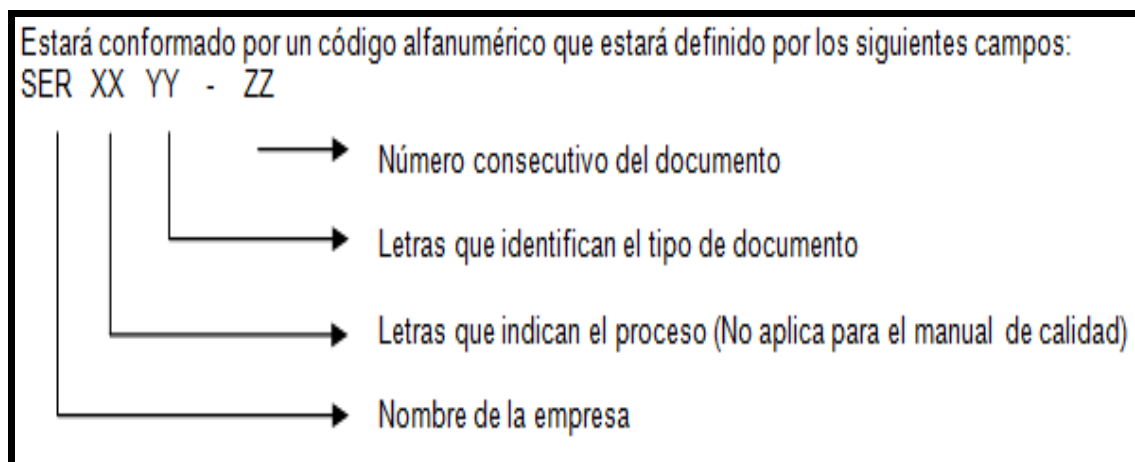 Estará conformado por un código alfanumérico que estará definido por los siguientes campos:
SER XX YY - ZZ
Número consecutivo del documento
Letras que identifican el tipo de documento
Letras que indican el proceso (No aplica para el manual de calidad)
Nombre de la empresa